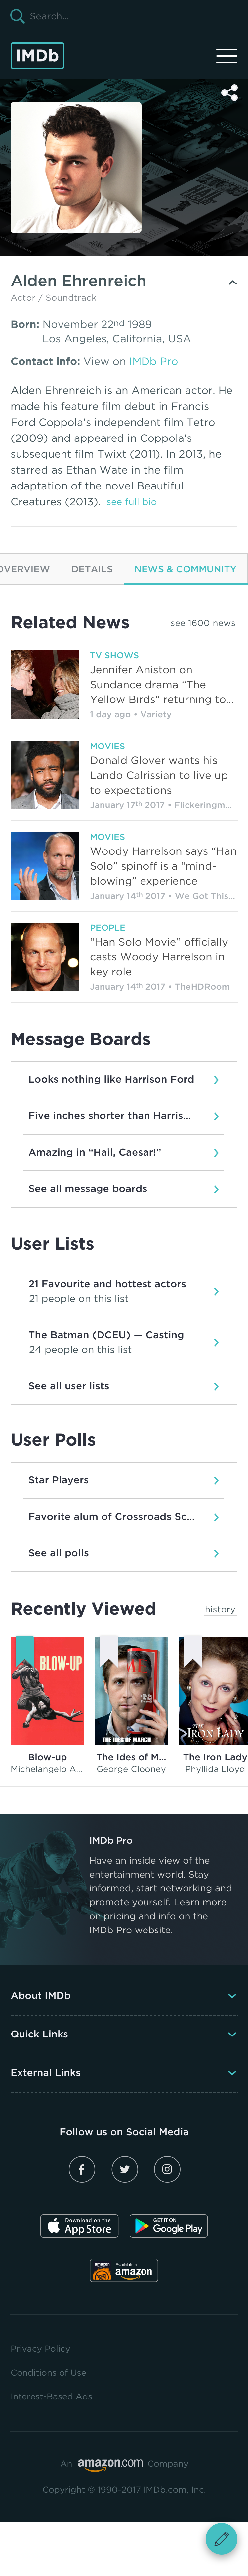 Search...
IMDb
Alden Ehrenreich
Actor / Soundtrack
Born: November 22nd 1989
Los Angeles, California, USA
Contact info: View on IMDb Pro
Alden Ehrenreich is an American actor. He
made his feature film debut in Francis
Ford Coppola's independent film Tetro
(2009) and appeared in Coppola's
subsequent film Twixt (2011). In 2013, he
starred as Ethan Wate in the film
adaptation of the novel Beautiful
Creatures (2013). see full bio
OVERVIEW DETAILS NEWS & COMMUNITY
Related News see 1600 news
TV SHOWS
Jennifer Aniston on
Sundance drama “The
Yellow Birds” returning to...
1 day ago • Variety
MOVIES
Donald Glover wants his
Lando Calrissian to live up
to expectations
January 17th 2017 • Flickeringm...
MOVIES
Woody Harrelson says “Han
Solo” spinoff is a “mind-
blowing” experience
January 14th 2017 • We Got This...
PEOPLE
“Han Solo Movie” officially
casts Woody Harrelson in
key role
January 14th 2017 • TheHDRoom
Message Boards
Looks nothing like Harrison Ford
Five inches shorter than Harris...
Amazing in “Hail, Caesar!”
See all message boards
User Lists
21 Favourite and hottest actors
21 people on this list
The Batman (DCEU) — Casting
24 people on this list
See all user lists
User Polls
Star Players
Favorite alum of Crossroads Sc...
See all polls
Recently Viewed history
BLOW-UP
THE IDES OF MARCH
THE IRON LADY
Blow-up The Ides of M... The Iron Lady
Michelangelo A... George Clooney Phyllida Lloyd
IMDb Pro
Have an inside view of the
entertainment world. Stay
informed, start networking and
promote yourself. Learn more
on pricing and info on the
IMDb Pro website.
About IMDb
Quick Links
External Links
Follow us on Social Media
Download on the App Store
GET IT ON Google Play
amazon Available at amazon
Privacy Policy
Conditions of Use
Interest-Based Ads
An amazon.com Company
Copyright © 1990-2017 IMDb.com, Inc.